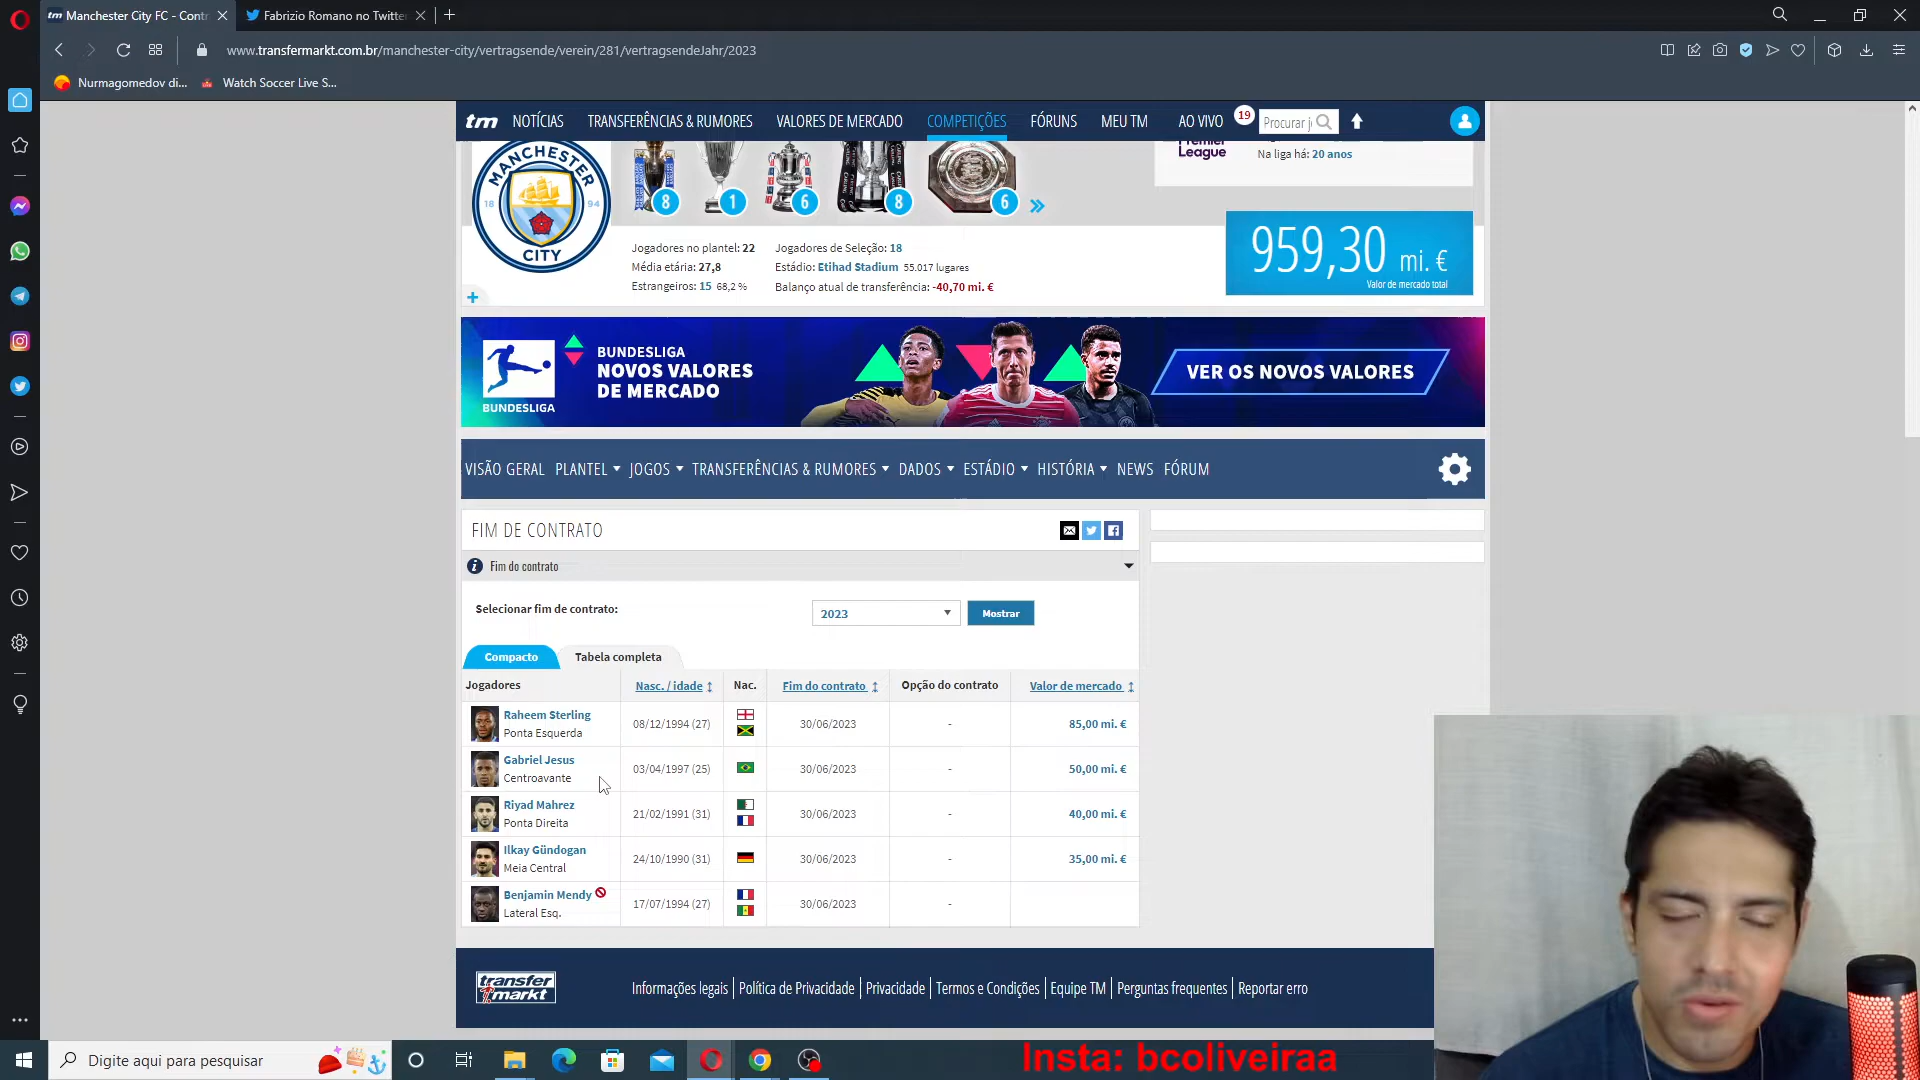 tm Manchester City FC - Contr
Fabrizio Romano no Twitte
www.transfermarkt.com.br/manchester-city/vertragsende/verein/281/vertragsendeJahr/2023
Nurmagomedov di...
Watch Soccer Live S...
tm NOTÍCIAS TRANSFERÊNCIAS & RUMORES VALORES DE MERCADO COMPETIÇÕES FÓRUNS MEU TM AO VIVO 19 Procurar j
MANCHESTER
18 94
CITY
8 1 6 8 6
Premier
League
Na liga há: 20 anos
Jogadores no plantel: 22
Média etária: 27,8
Estrangeiros: 15 68,2 %
Jogadores de Seleção: 18
Estádio: Etihad Stadium 55.017 lugares
Balanço atual de transferência: -40,70 mi. €
959,30 mi. €
Valor de mercado total
BUNDESLIGA
BUNDESLIGA
NOVOS VALORES
DE MERCADO
VER OS NOVOS VALORES
VISÃO GERAL PLANTEL JOGOS TRANSFERÊNCIAS & RUMORES DADOS ESTÁDIO HISTÓRIA NEWS FÓRUM
FIM DE CONTRATO
Fim do contrato
Selecionar fim de contrato: 2023 Mostrar
Compacto Tabela completa
Jogadores Nasc. / idade Nac. Fim do contrato Opção do contrato Valor de mercado
Raheem Sterling
Ponta Esquerda
08/12/1994 (27) 30/06/2023 - 85,00 mi. €
Gabriel Jesus
Centroavante
03/04/1997 (25) 30/06/2023 - 50,00 mi. €
Riyad Mahrez
Ponta Direita
21/02/1991 (31) 30/06/2023 - 40,00 mi. €
Ilkay Gündogan
Meia Central
24/10/1990 (31) 30/06/2023 - 35,00 mi. €
Benjamin Mendy
Lateral Esq.
17/07/1994 (27) 30/06/2023 -
transfer
markt
Informações legais | Política de Privacidade | Privacidade | Termos e Condições | Equipe TM | Perguntas frequentes | Reportar erro
Digite aqui para pesquisar
Insta: bcoliveiraa